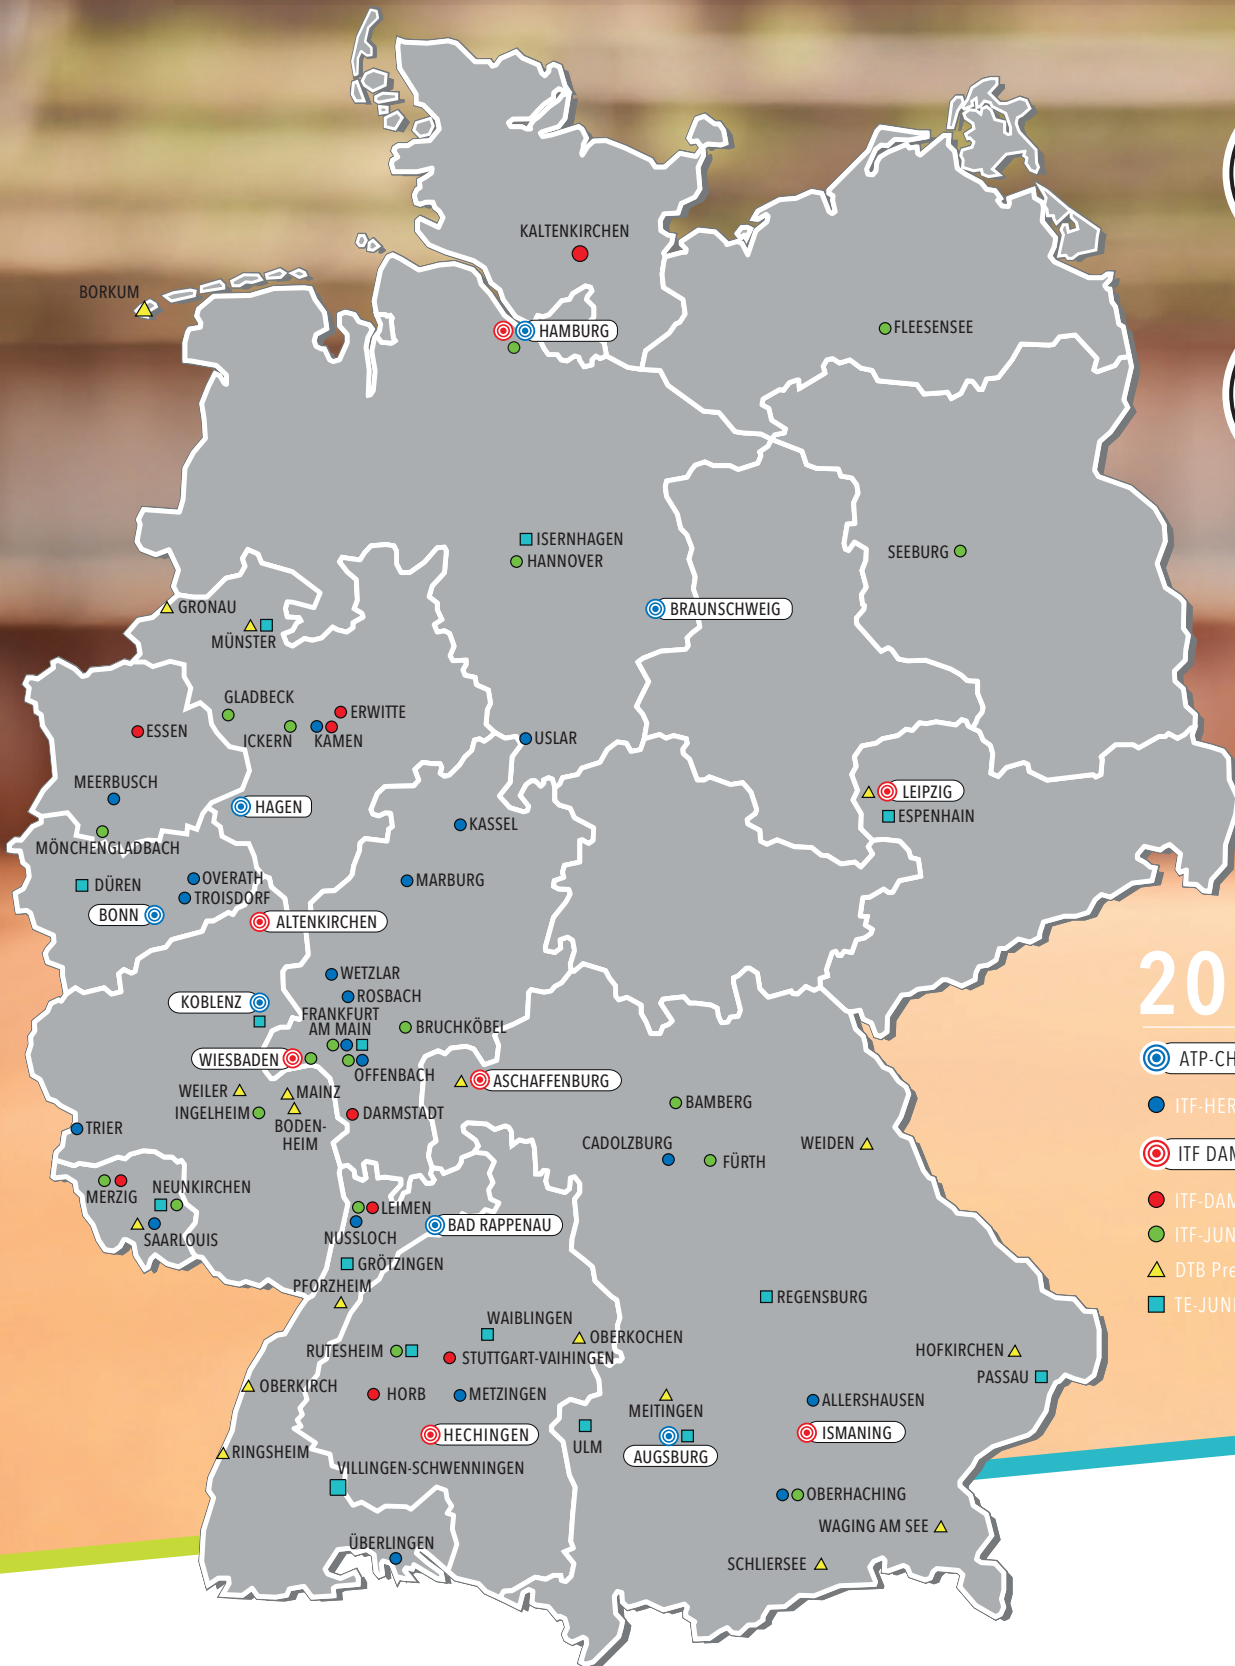 KALTENKIRCHEN
BORKUM
HAMBURG
FLEESENSEE
ISERNHAGEN
HANNOVER
SEEBURG
GRONAU
BRAUNSCHWEIG
MÜNSTER
GLADBECK
ERWITTE
ESSEN
ICKERN
KAMEN
USLAR
MEERBUSCH
HAGEN
LEIPZIG
ESPENHAIN
KASSEL
MÖNCHENGLADBACH
DÜREN
OVERATH
MARBURG
TROISDORF
BONN
ALTENKIRCHEN
WETZLAR
20
KOBLENZ
ROSBACH
FRANKFURT
AM MAIN
BRUCHKÖBEL
WIESBADEN
OFFENBACH
ATP-CH
ASCHAFFENBURG
WEILER
MAINZ
INGELHEIM
BODEN-
HEIM
DARMSTADT
BAMBERG
ITF-HER
TRIER
CADOLZBURG
FÜRTH
WEIDEN
ITF DAM
MERZIG
NEUNKIRCHEN
LEIMEN
ITF-DAM
SAARLOUIS
NUSSLOCH
BAD RAPPENAU
ITF-JUN
GRÖTZINGEN
DTB Pre
PFORZHEIM
REGENSBURG
TE-JUN
WAIBLINGEN
OBERKOCHEN
RUTESHEIM
STUTTGART-VAIHINGEN
HOFKIRCHEN
PASSAU
OBERKIRCH
HORB
METZINGEN
MEITINGEN
ALLERSHAUSEN
HECHINGEN
ULM
AUGSBURG
ISMANING
RINGSHEIM
VILLINGEN-SCHWENNINGEN
OBERHACHING
WAGING AM SEE
ÜBERLINGEN
SCHLIERSEE